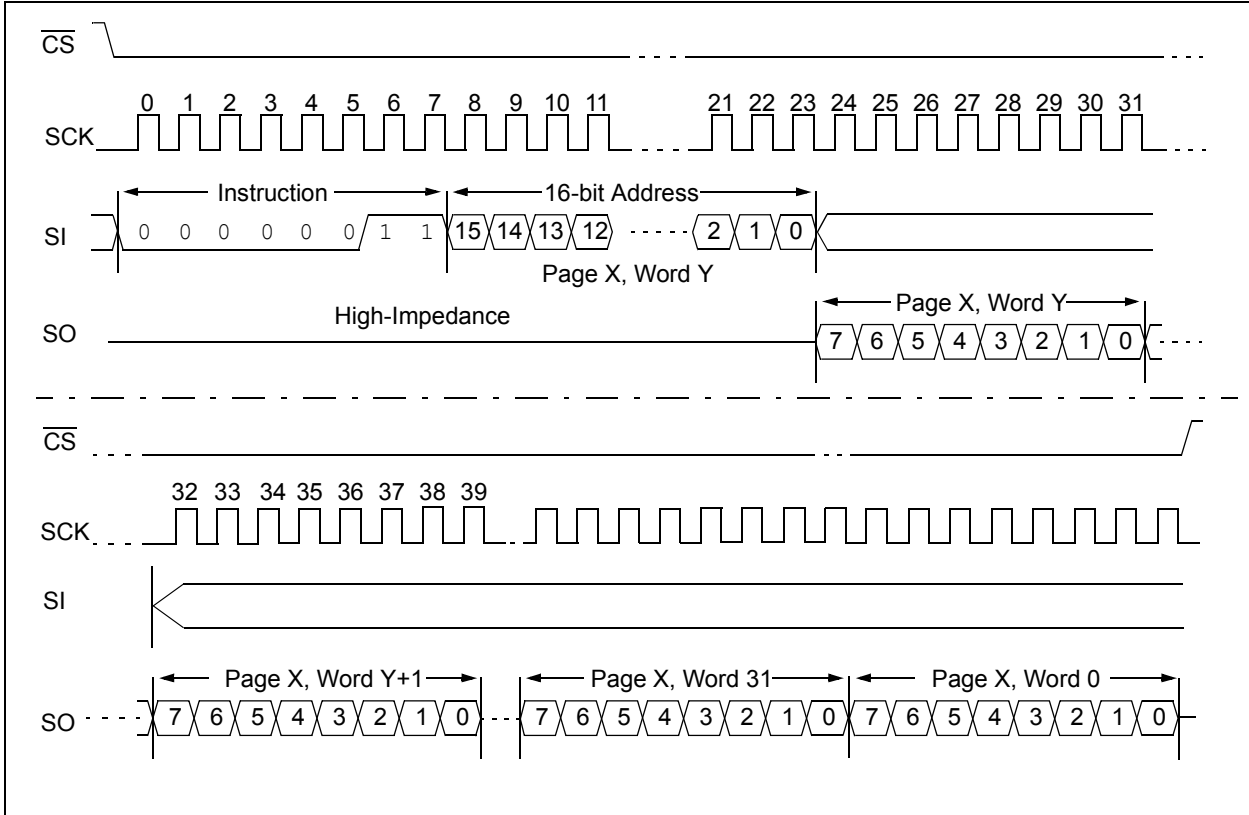 CS
0 1 2 3 4 5 6 7 8 9 10 11 21 22 23 24 25 26 27 28 29 30 31
SCK
Instruction 16-bit Address
SI 0 0 0 0 0 0 1 1 15 14 13 12 2 1 0
Page X, Word Y
High-Impedance
Page X, Word Y
SO 7 6 5 4 3 2 1 0
CS
32 33 34 35 36 37 38 39
SCK
SI
Page X, Word Y+1 Page X, Word 31 Page X, Word 0
SO 7 6 5 4 3 2 1 0 7 6 5 4 3 2 1 0 7 6 5 4 3 2 1 0